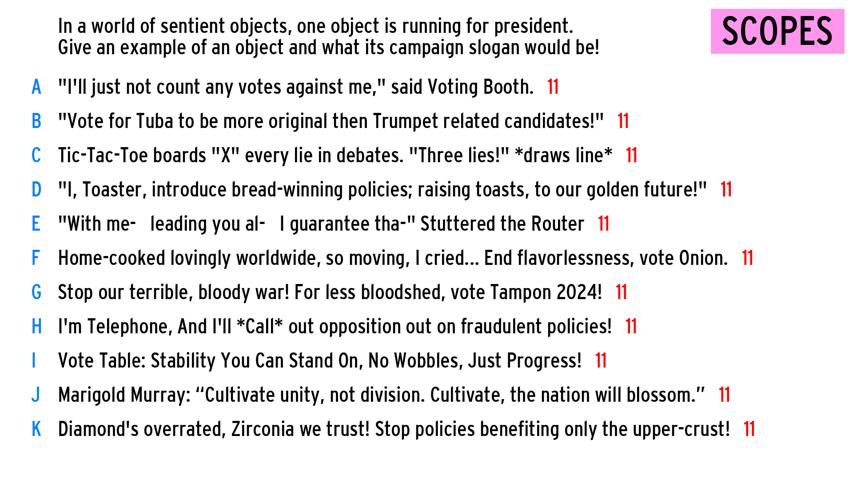 In a world of sentient objects, one object is running for president.
Give an example of an object and what its campaign slogan would be!
SCOPES
A "I'll just not count any votes against me," said Voting Booth. 11
B "Vote for Tuba to be more original then Trumpet related candidates!" 11
C Tic-Tac-Toe boards "X" every lie in debates. "Three lies!" *draws line* 11
D "I, Toaster, introduce bread-winning policies; raising toasts, to our golden future!" 11
E "With me-   leading you al-   I guarantee tha-" Stuttered the Router 11
F Home-cooked lovingly worldwide, so moving, I cried... End flavorlessness, vote Onion. 11
G Stop our terrible, bloody war! For less bloodshed, vote Tampon 2024! 11
H I'm Telephone, And I'll *Call* out opposition out on fraudulent policies! 11
I Vote Table: Stability You Can Stand On, No Wobbles, Just Progress! 11
J Marigold Murray: “Cultivate unity, not division. Cultivate, the nation will blossom.” 11
K Diamond's overrated, Zirconia we trust! Stop policies benefiting only the upper-crust! 11